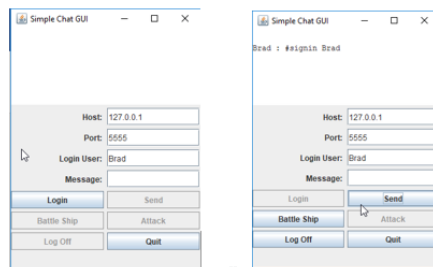 Simple Chat GUI
Host: 127.0.0.1
Port: 5555
Login User: Brad
Message:
Login Send
Battle Ship Attack
Log Off Quit
Simple Chat GUI
Brad : #signin Brad
Host: 127.0.0.1
Port: 5555
Login User: Brad
Message:
Login Send
Battle Ship Attack
Log Off Quit